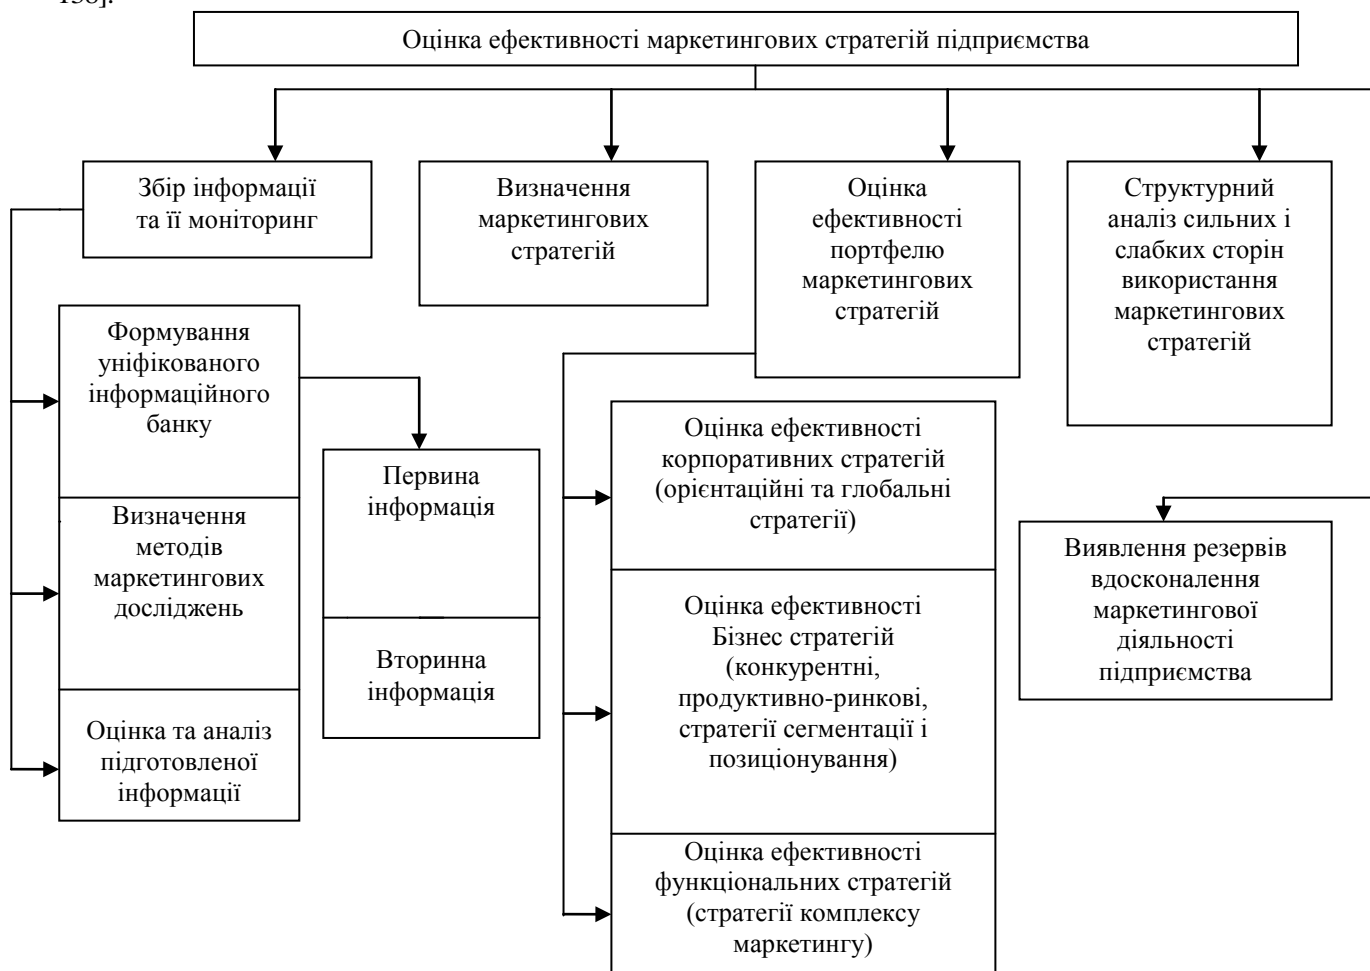 158].
Оцінка ефективності маркетингових стратегій підприємства
Збір інформації
та її моніторинг
Визначення
маркетингових
стратегій
Оцінка
ефективності
портфелю
маркетингових
стратегій
Структурний
аналіз сильних і
слабких сторін
використання
маркетингових
стратегій
Формування
уніфікованого
інформаційного
банку
Визначення
методів
маркетингових
досліджень
Оцінка та аналіз
підготовленої
інформації
Первина
інформація
Вторинна
інформація
Оцінка ефективності
корпоративних стратегій
(орієнтаційні та глобальні
стратегії)
Оцінка ефективності
Бізнес стратегій
(конкурентні,
продуктивно-ринкові,
стратегії сегментації і
позиціонування)
Оцінка ефективності
функціональних стратегій
(стратегії комплексу
маркетингу)
Виявлення резервів
вдосконалення
маркетингової
діяльності
підприємства